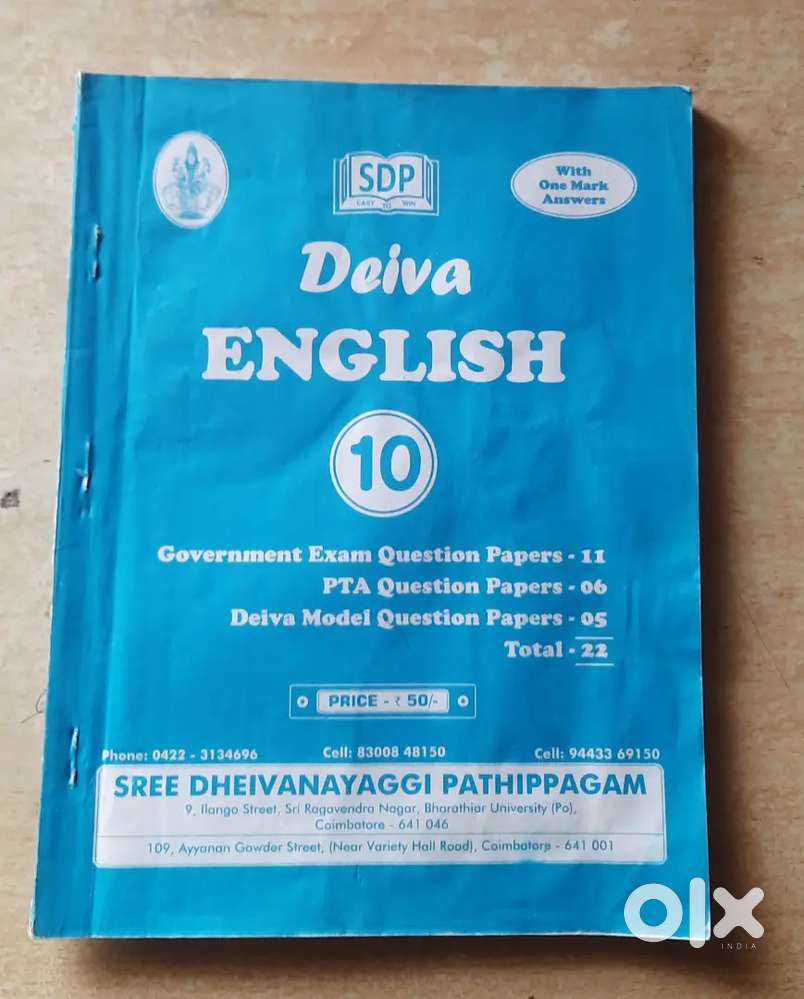 SDP
EASY TO WIN
With
One Mark
Answers
Deiva
ENGLISH
10
Government Exam Question Papers - 11
PTA Question Papers - 06
Deiva Model Question Papers - 05
Total - 22
PRICE - ₹ 50/-
Phone: 0422 - 3134696 Cell: 83008 48150 Cell: 94433 69150
SREE DHEIVANAYAGGI PATHIPPAGAM
9, Ilango Street, Sri Ragavendra Nagar, Bharathiar University (Po),
Coimbatore - 641 046
109, Ayyanan Gowder Street, (Near Variety Hall Road), Coimbatore - 641 001
olx
INDIA